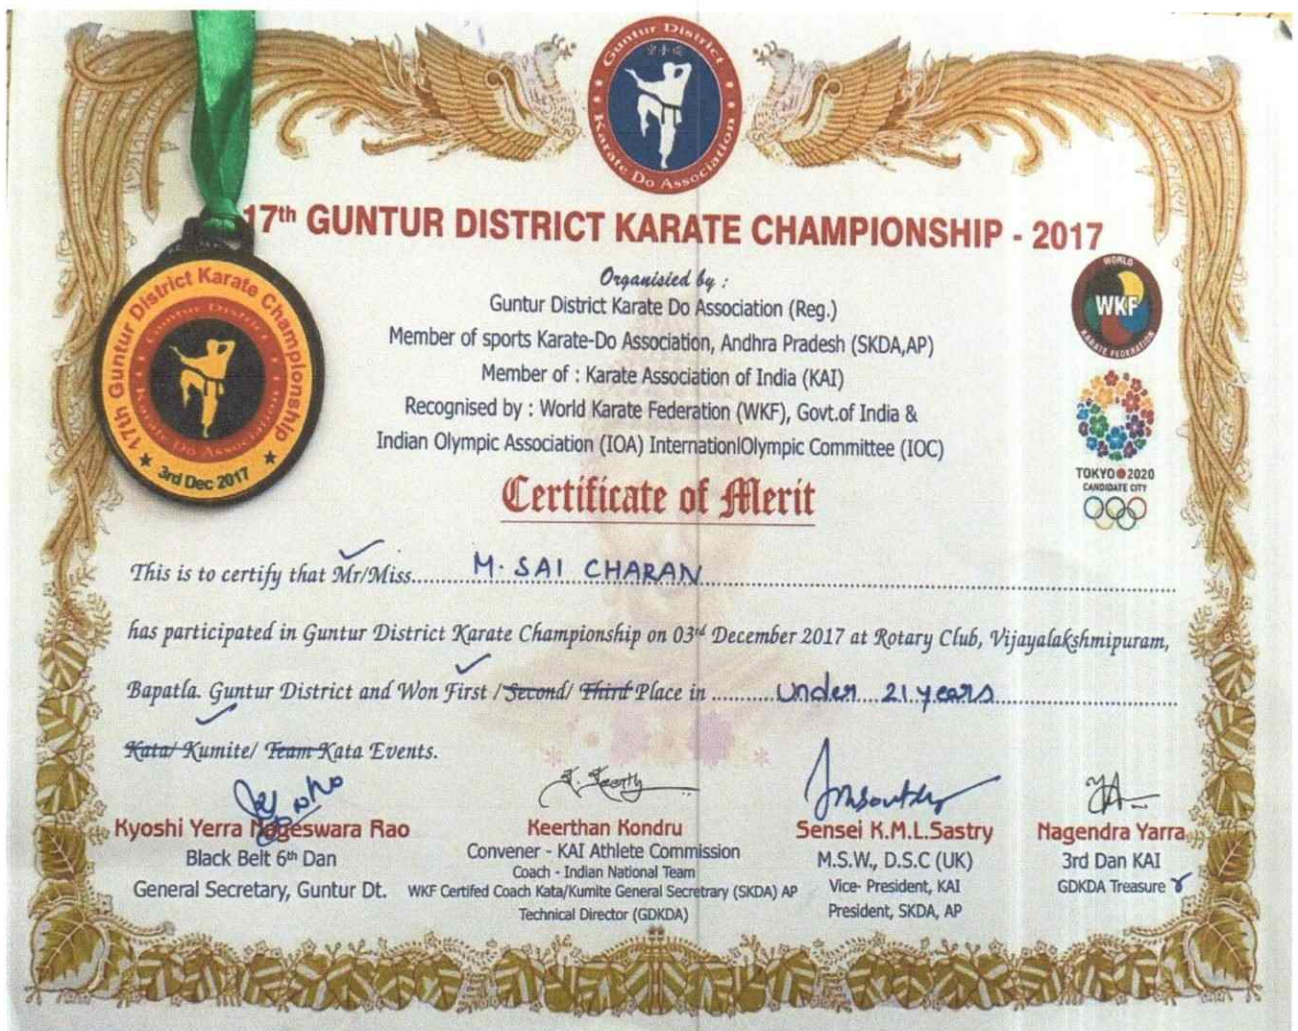 Guntur District
Karate Do Association
17th GUNTUR DISTRICT KARATE CHAMPIONSHIP - 2017
Organisied by :
Guntur District Karate Do Association (Reg.)
Member of sports Karate-Do Association, Andhra Pradesh (SKDA,AP)
Member of : Karate Association of India (KAI)
Recognised by : World Karate Federation (WKF), Govt.of India &
Indian Olympic Association (IOA) InternationlOlympic Committee (IOC)
17th Guntur District Karate Championship
Guntur District
Karate Do Association
3rd Dec 2017
WORLD
WKF
KARATE FEDERATION
TOKYO 2020
CANDIDATE CITY
Certificate of Merit
This is to certify that Mr/Miss.....M. SAI CHARAN.....
has participated in Guntur District Karate Championship on 03rd December 2017 at Rotary Club, Vijayalakshmipuram,
Bapatla. Guntur District and Won First / Second/ Third Place in ..........Under 21 years..........
Kata/ Kumite/ Team Kata Events.
Kyoshi Yerra Nageswara Rao
Black Belt 6th Dan
General Secretary, Guntur Dt.
Keerthan Kondru
Convener - KAI Athlete Commission
Coach - Indian National Team
WKF Certifed Coach Kata/Kumite General Secretrary (SKDA) AP
Technical Director (GDKDA)
Sensei K.M.L.Sastry
M.S.W., D.S.C (UK)
Vice- President, KAI
President, SKDA, AP
Nagendra Yarra
3rd Dan KAI
GDKDA Treasure r